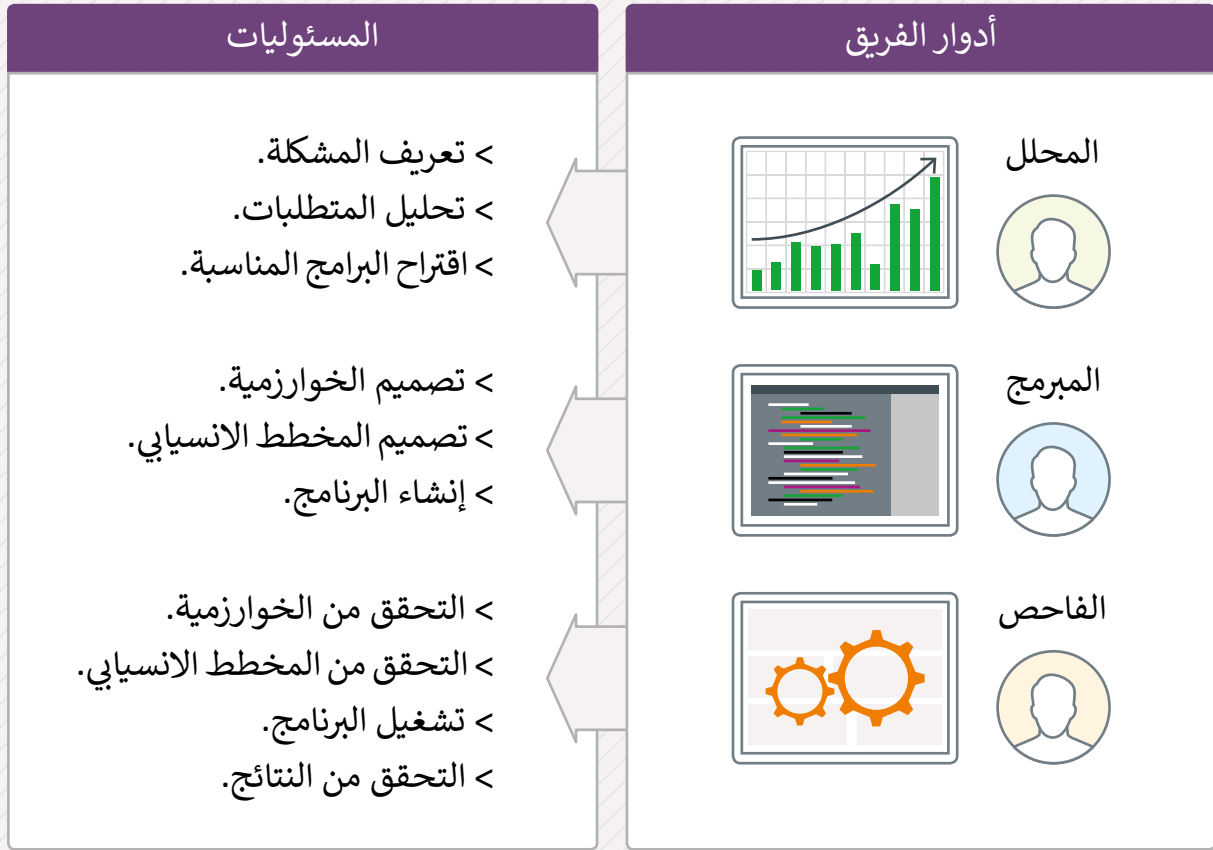 أدوار الفريق
المسئوليات
المحلل
> تعريف المشكلة.
> تحليل المتطلبات.
> اقتراح البرامج المناسبة.
المبرمج
> تصميم الخوارزمية.
> تصميم المخطط الانسيابي.
> إنشاء البرنامج.
الفاحص
> التحقق من الخوارزمية.
> التحقق من المخطط الانسيابي.
> تشغيل البرنامج.
> التحقق من النتائج.